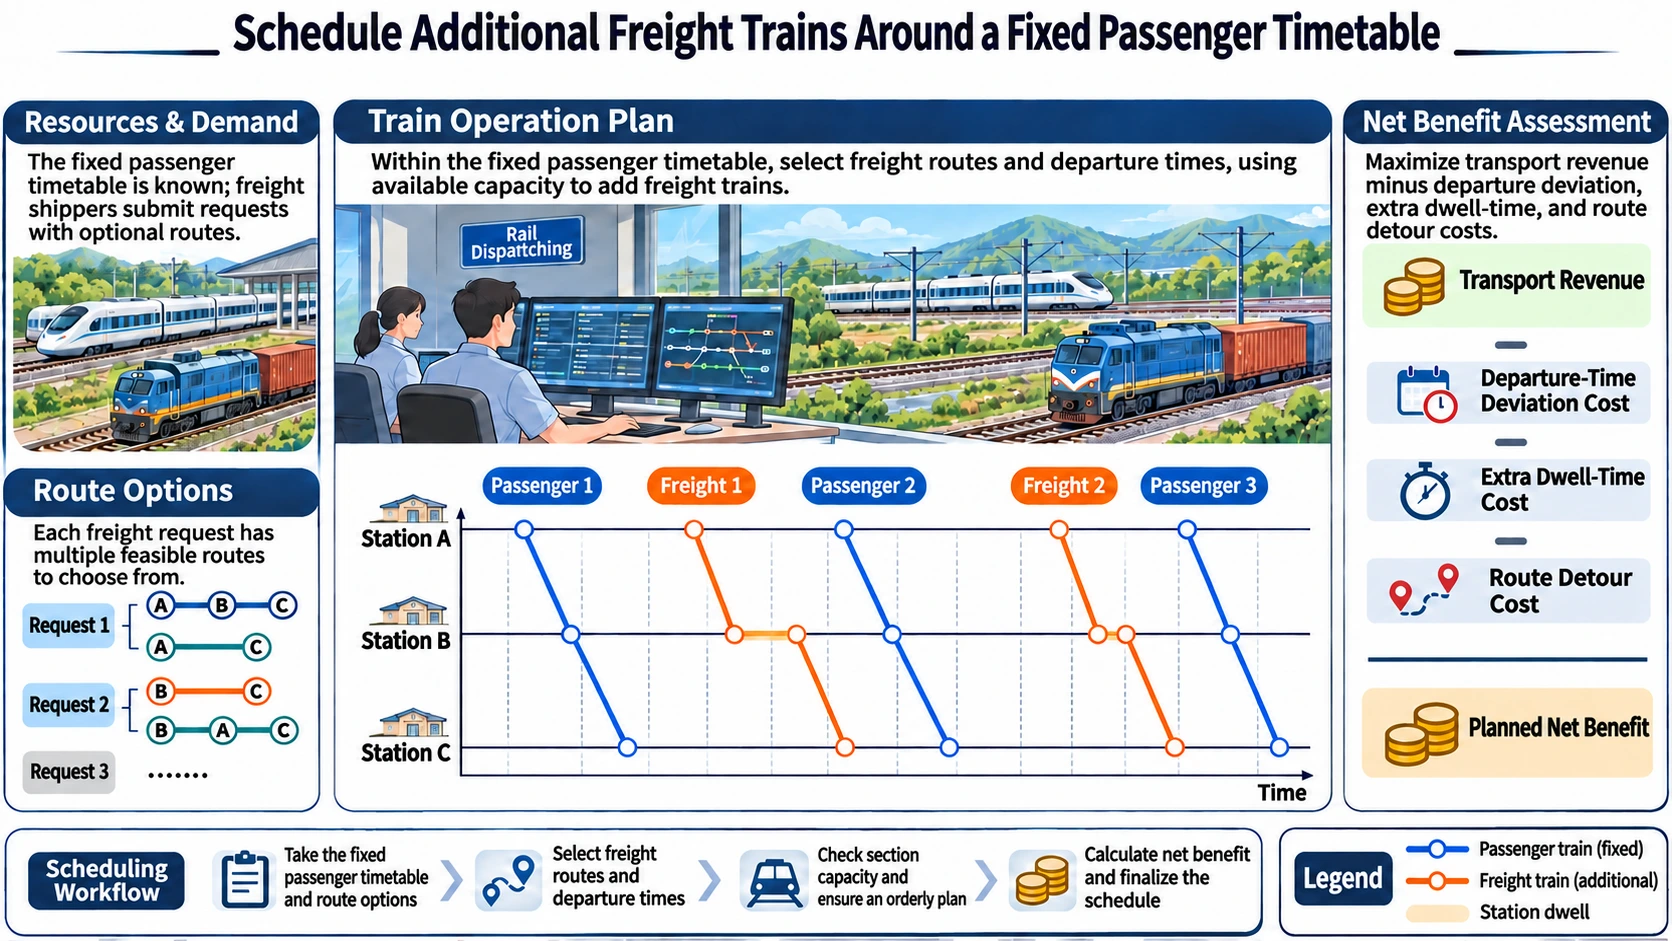 Schedule Additional Freight Trains Around a Fixed Passenger Timetable
Resources & Demand
The fixed passenger
timetable is known; freight
shippers submit requests
with optional routes.
Route Options
Each freight request has
multiple feasible routes
to choose from.
Request 1
A B C
A C
Request 2
B C
B A C
Request 3
.......
Train Operation Plan
Within the fixed passenger timetable, select freight routes and departure times, using
available capacity to add freight trains.
Rail
Dispattching
Passenger 1
Freight 1
Passenger 2
Freight 2
Passenger 3
Station A
Station B
Station C
Time
Net Benefit Assessment
Maximize transport revenue
minus departure deviation,
extra dwell-time, and route
detour costs.
Transport Revenue
Departure-Time
Deviation Cost
Extra Dwell-Time
Cost
Route Detour
Cost
Planned Net Benefit
Scheduling
Workflow
Take the fixed
passenger timetable
and route options
Select freight
routes and
departure times
Check section
capacity and
ensure an orderly plan
Calculate net benefit
and finalize the
schedule
Legend
Passenger train (fixed)
Freight train (additional)
Station dwell